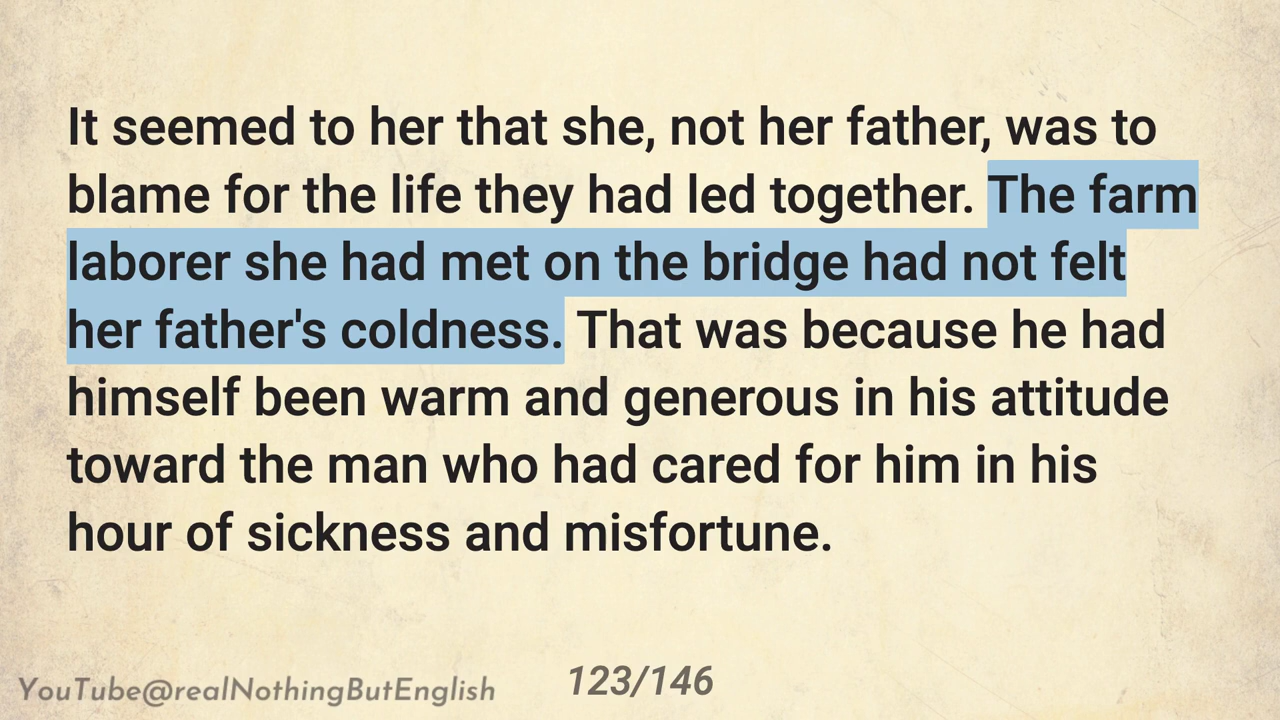 It seemed to her that she, not her father, was to
blame for the life they had led together. The farm
laborer she had met on the bridge had not felt
her father's coldness. That was because he had
himself been warm and generous in his attitude
toward the man who had cared for him in his
hour of sickness and misfortune.
YouTube@realNothingButEnglish
123/146